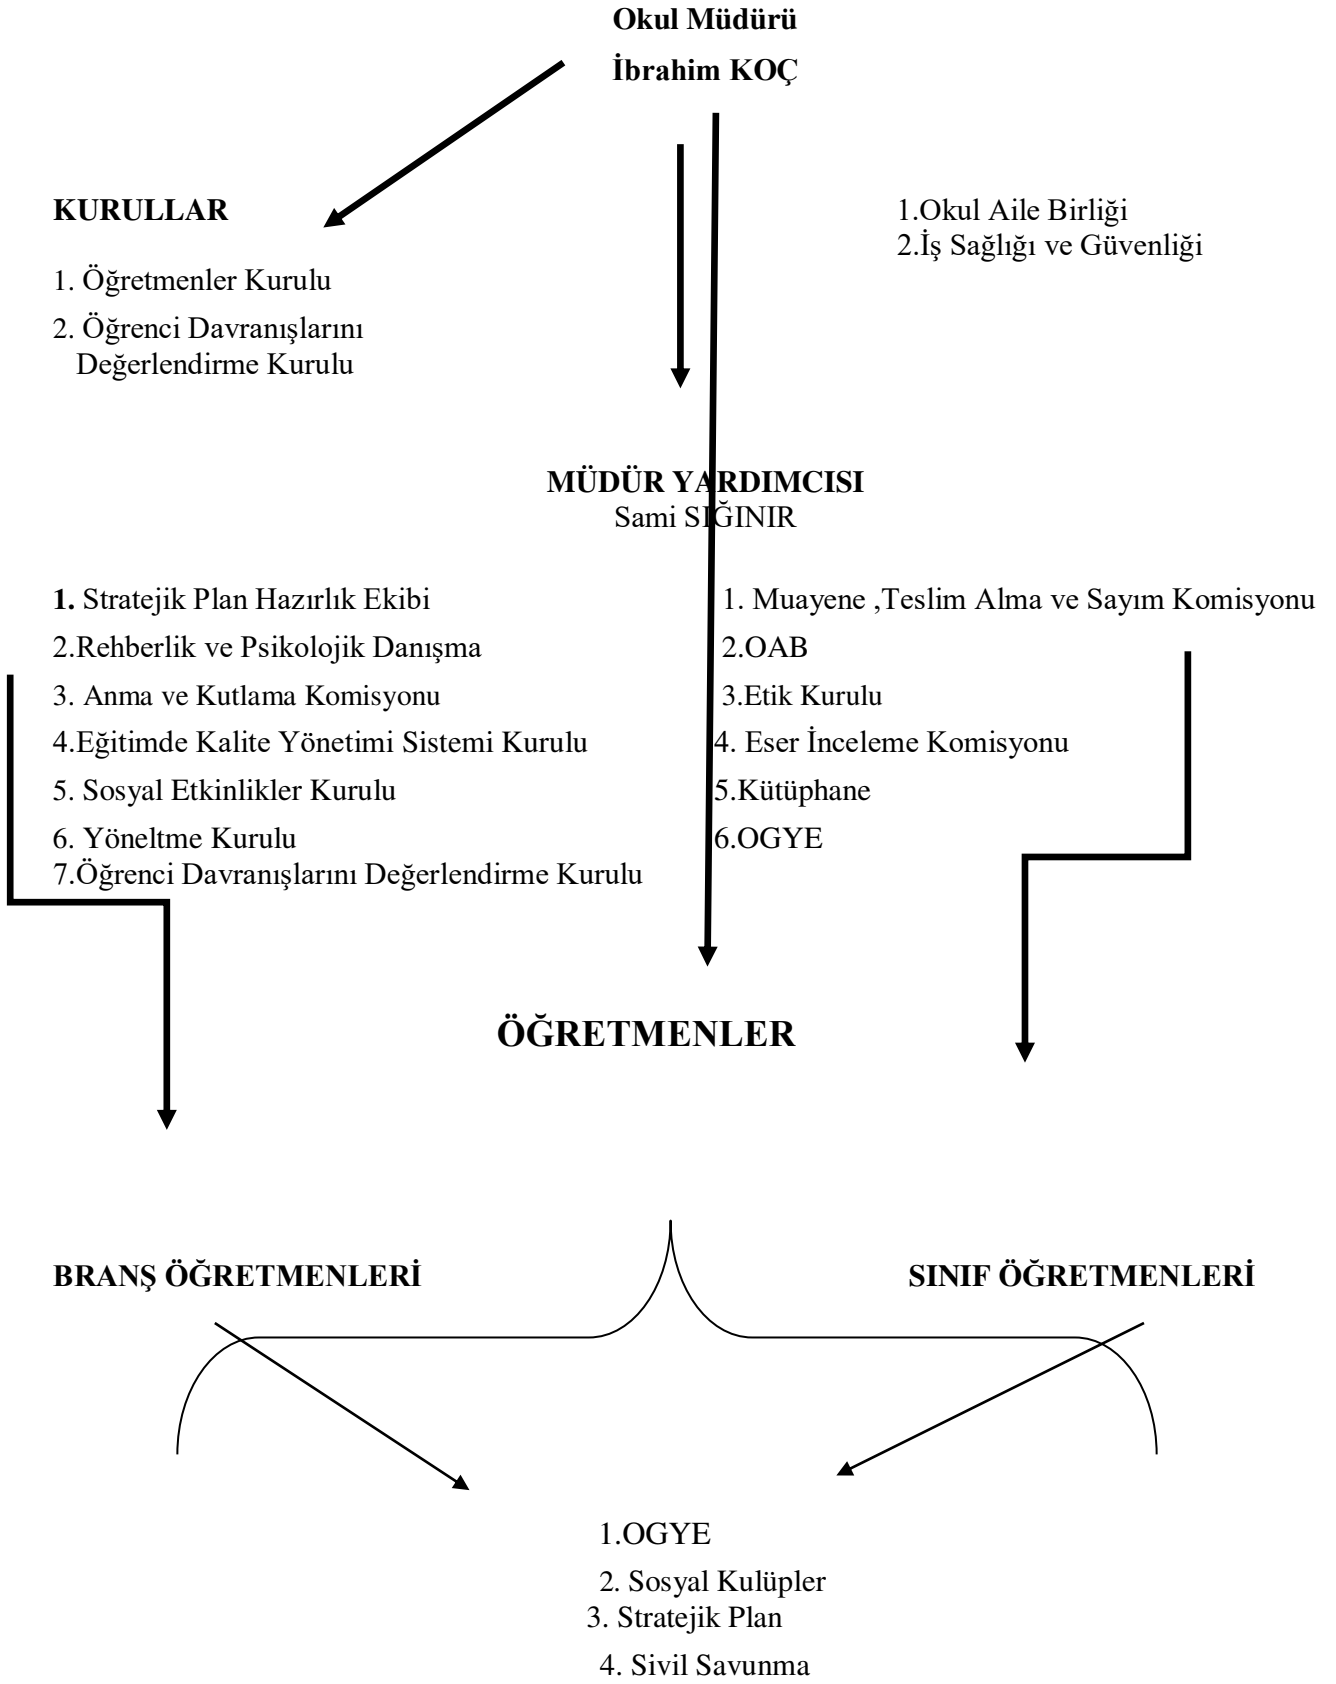 Okul Müdürü
İbrahim KOÇ
KURULLAR
1. Öğretmenler Kurulu
2. Öğrenci Davranışlarını
Değerlendirme Kurulu
1.Okul Aile Birliği
2.İş Sağlığı ve Güvenliği
MÜDÜR YARDIMCISI
Sami SIĞINIR
1. Stratejik Plan Hazırlık Ekibi
2.Rehberlik ve Psikolojik Danışma
3. Anma ve Kutlama Komisyonu
4.Eğitimde Kalite Yönetimi Sistemi Kurulu
5. Sosyal Etkinlikler Kurulu
6. Yöneltme Kurulu
7.Öğrenci Davranışlarını Değerlendirme Kurulu
1. Muayene ,Teslim Alma ve Sayım Komisyonu
2.OAB
3.Etik Kurulu
4. Eser İnceleme Komisyonu
5.Kütüphane
6.OGYE
ÖĞRETMENLER
BRANŞ ÖĞRETMENLERİ
SINIF ÖĞRETMENLERİ
1.OGYE
2. Sosyal Kulüpler
3. Stratejik Plan
4. Sivil Savunma